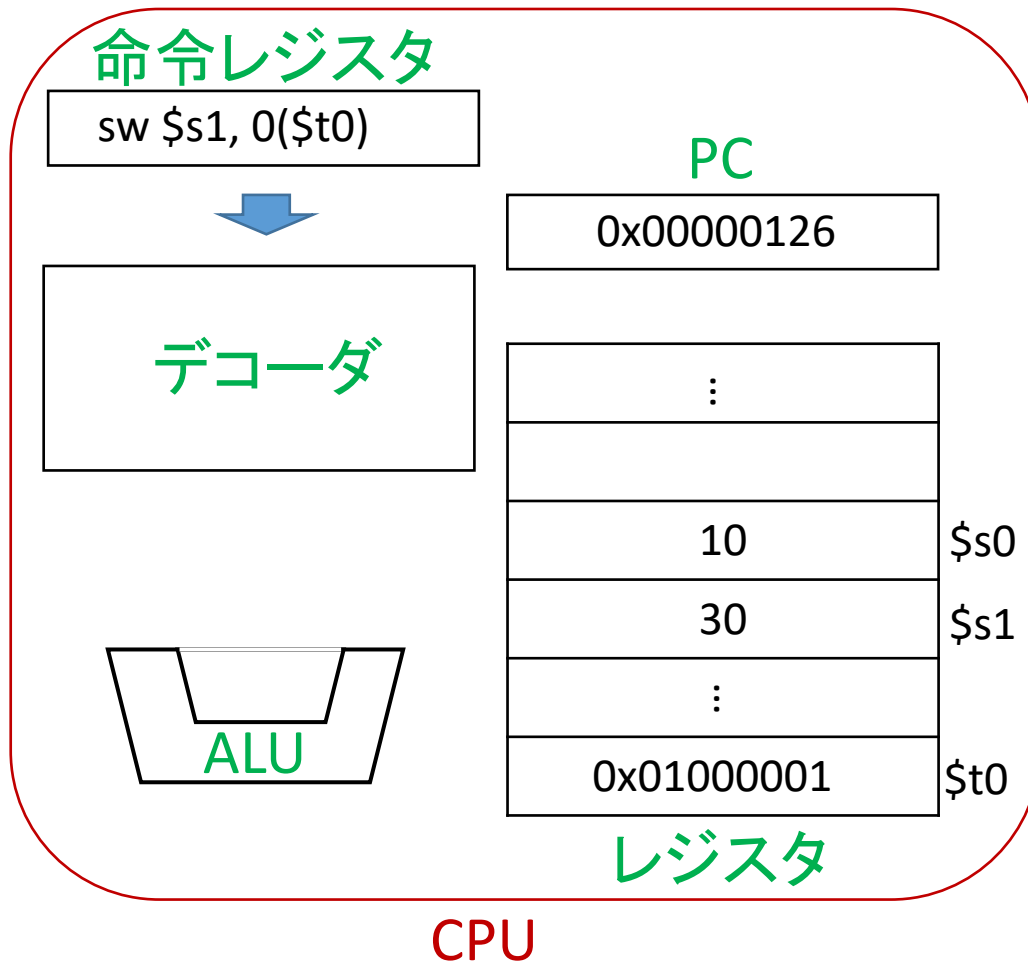 命令レジスタ
sw $s1, 0($t0)
PC
0x00000126
デコーダ
⋮
10 $s0
30 $s1
⋮
ALU
0x01000001 $t0
レジスタ
CPU